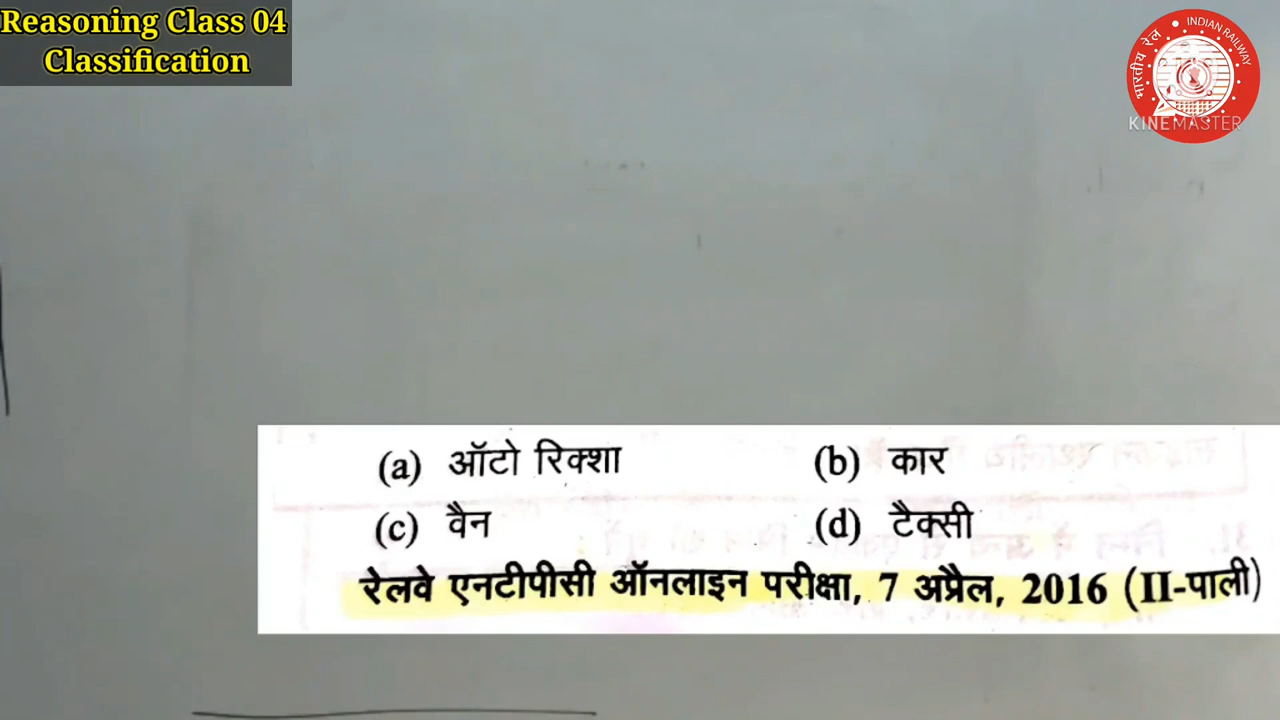 Reasoning Class 04
Classification
भारतीय रेल
INDIAN RAILWAY
KINEMASTER
(a) ऑटो रिक्शा (b) कार
(c) वैन (d) टैक्सी
रेलवे एनटीपीसी ऑनलाइन परीक्षा, 7 अप्रैल, 2016 (II-पाली)